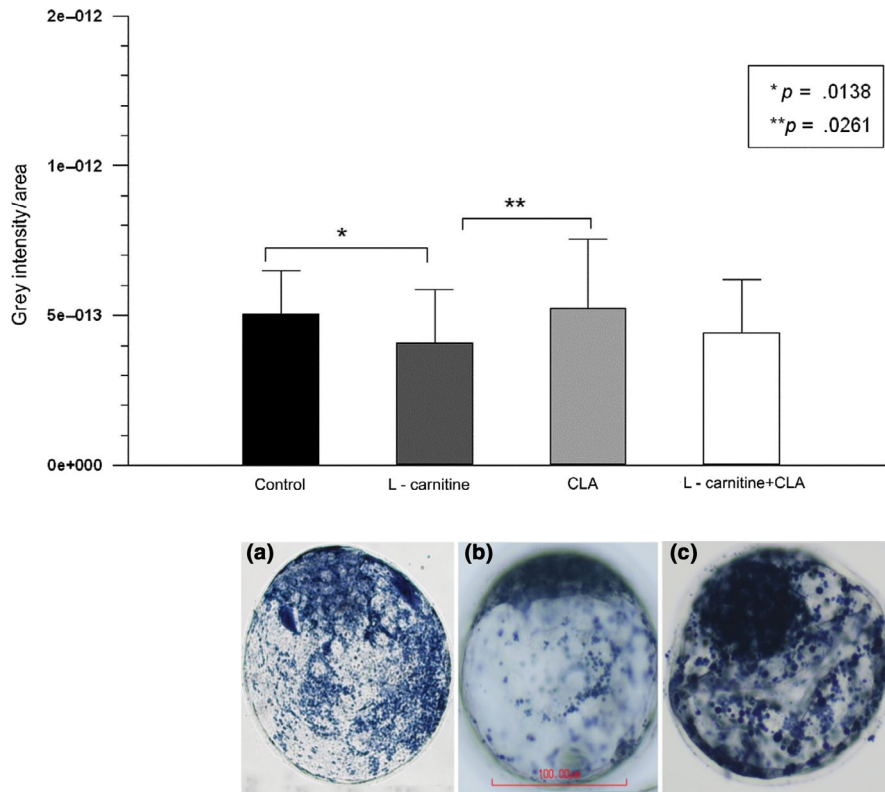 2e–012
* p = .0138
**p = .0261
1e–012
**
*
5e–013
0e+000
Grey intensity/area
Control
L - carnitine
CLA
L - carnitine+CLA
(a)
(b)
(c)